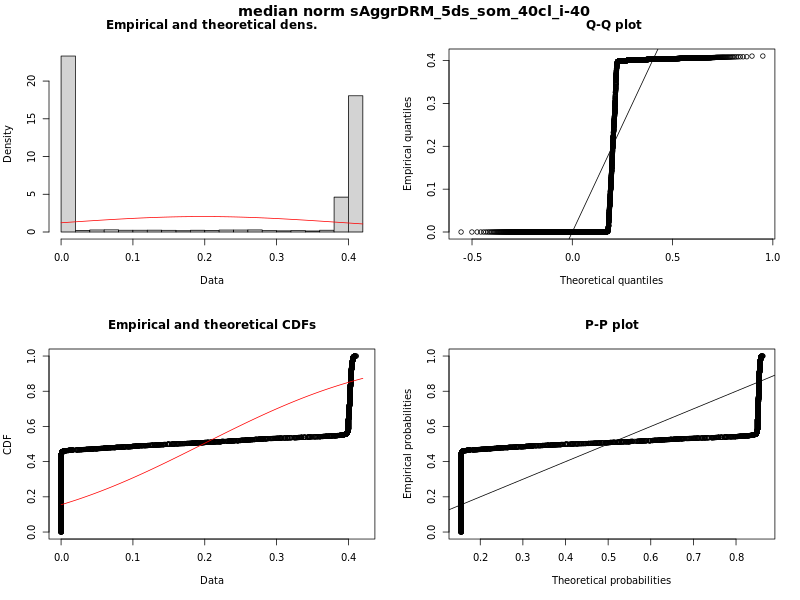 median norm sAggrDRM_5ds_som_40cl_i-40
Empirical and theoretical dens.
Density
0 5 10 15 20
0.0 0.1 0.2 0.3 0.4
Data
Q-Q plot
Empirical quantiles
0.0 0.1 0.2 0.3 0.4
-0.5 0.0 0.5 1.0
Theoretical quantiles
Empirical and theoretical CDFs
CDF
0.0 0.2 0.4 0.6 0.8 1.0
0.0 0.1 0.2 0.3 0.4
Data
P-P plot
Empirical probabilities
0.0 0.2 0.4 0.6 0.8 1.0
0.2 0.3 0.4 0.5 0.6 0.7 0.8
Theoretical probabilities